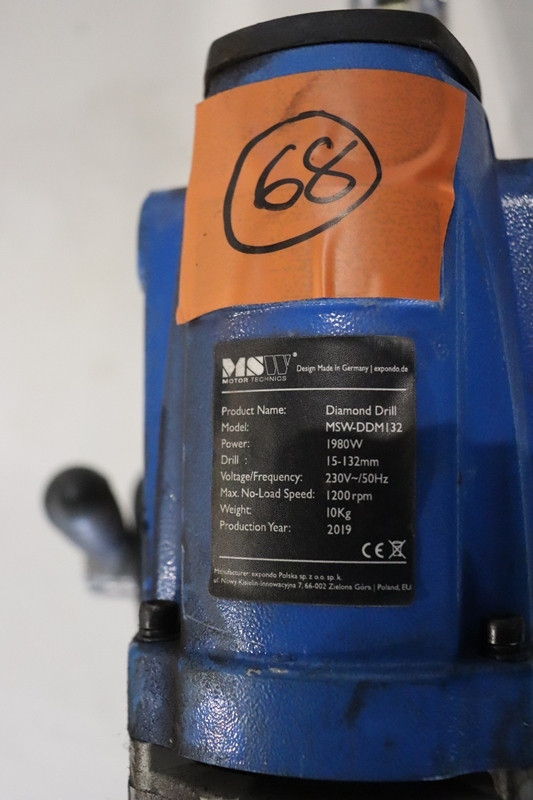 68
MSW®
MOTOR TECHNICS
Design Made In Germany | expondo.de
Product Name: Diamond Drill
Model: MSW-DDM132
Power: 1980W
Drill : 15-132mm
Voltage/Frequency: 230V~/50Hz
Max. No-Load Speed: 1200rpm
Weight: 10Kg
Production Year: 2019
CE
Manufacturer: expondo Polska sp. z o.o. sp. k.
ul. Nowy Kisielin-Innowacyjna 7, 66-002 Zielona Góra | Poland, EU